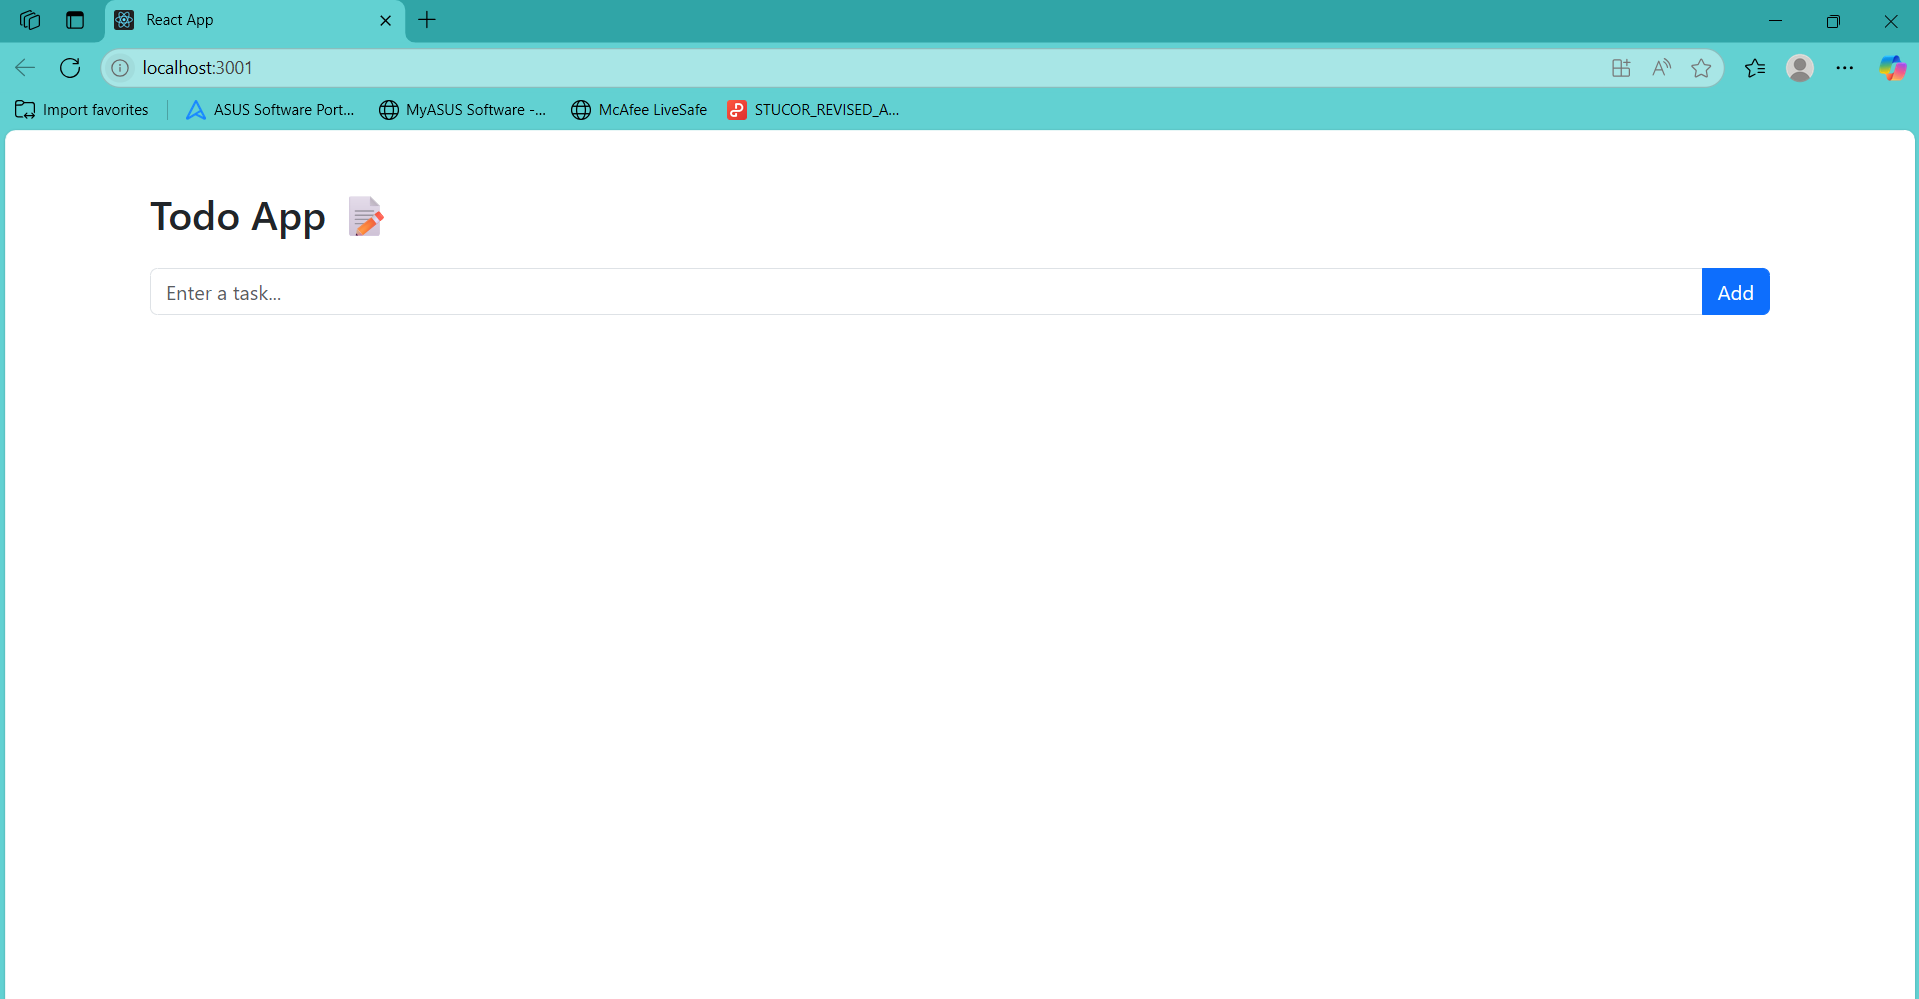 React App
localhost:3001
Import favorites
ASUS Software Port...
MyASUS Software -...
McAfee LiveSafe
STUCOR_REVISED_A...
Todo App 📝
Enter a task...
Add